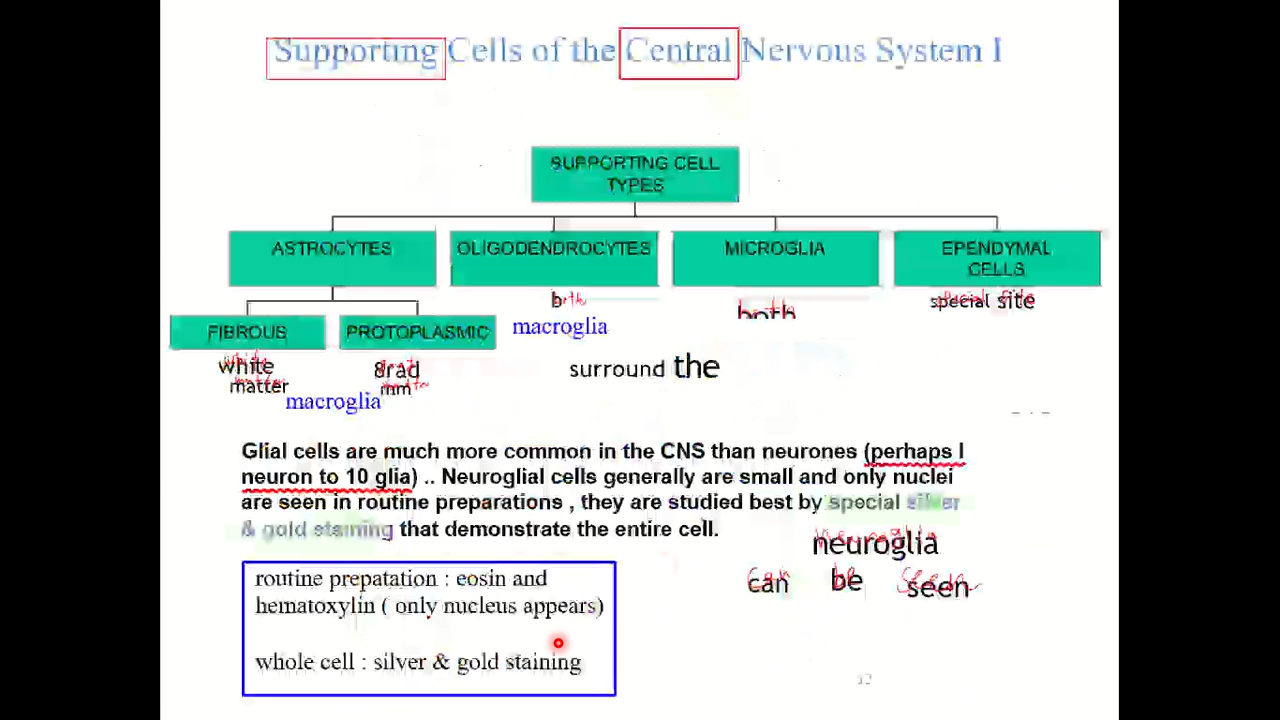 Supporting Cells of the Central Nervous System I
SUPPORTING CELL
TYPES
ASTROCYTES
OLIGODENDROCYTES
MICROGLIA
EPENDYMAL
CELLS
both
both
special site
FIBROUS
PROTOPLASMIC
macroglia
white
matter
8rad
mm
surround the
macroglia
Glial cells are much more common in the CNS than neurones (perhaps I
neuron to 10 glia) .. Neuroglial cells generally are small and only nuclei
are seen in routine preparations , they are studied best by special silver
& gold staining that demonstrate the entire cell.
neuroglia
can be seen
routine prepatation : eosin and
hematoxylin ( only nucleus appears)
whole cell : silver & gold staining
12